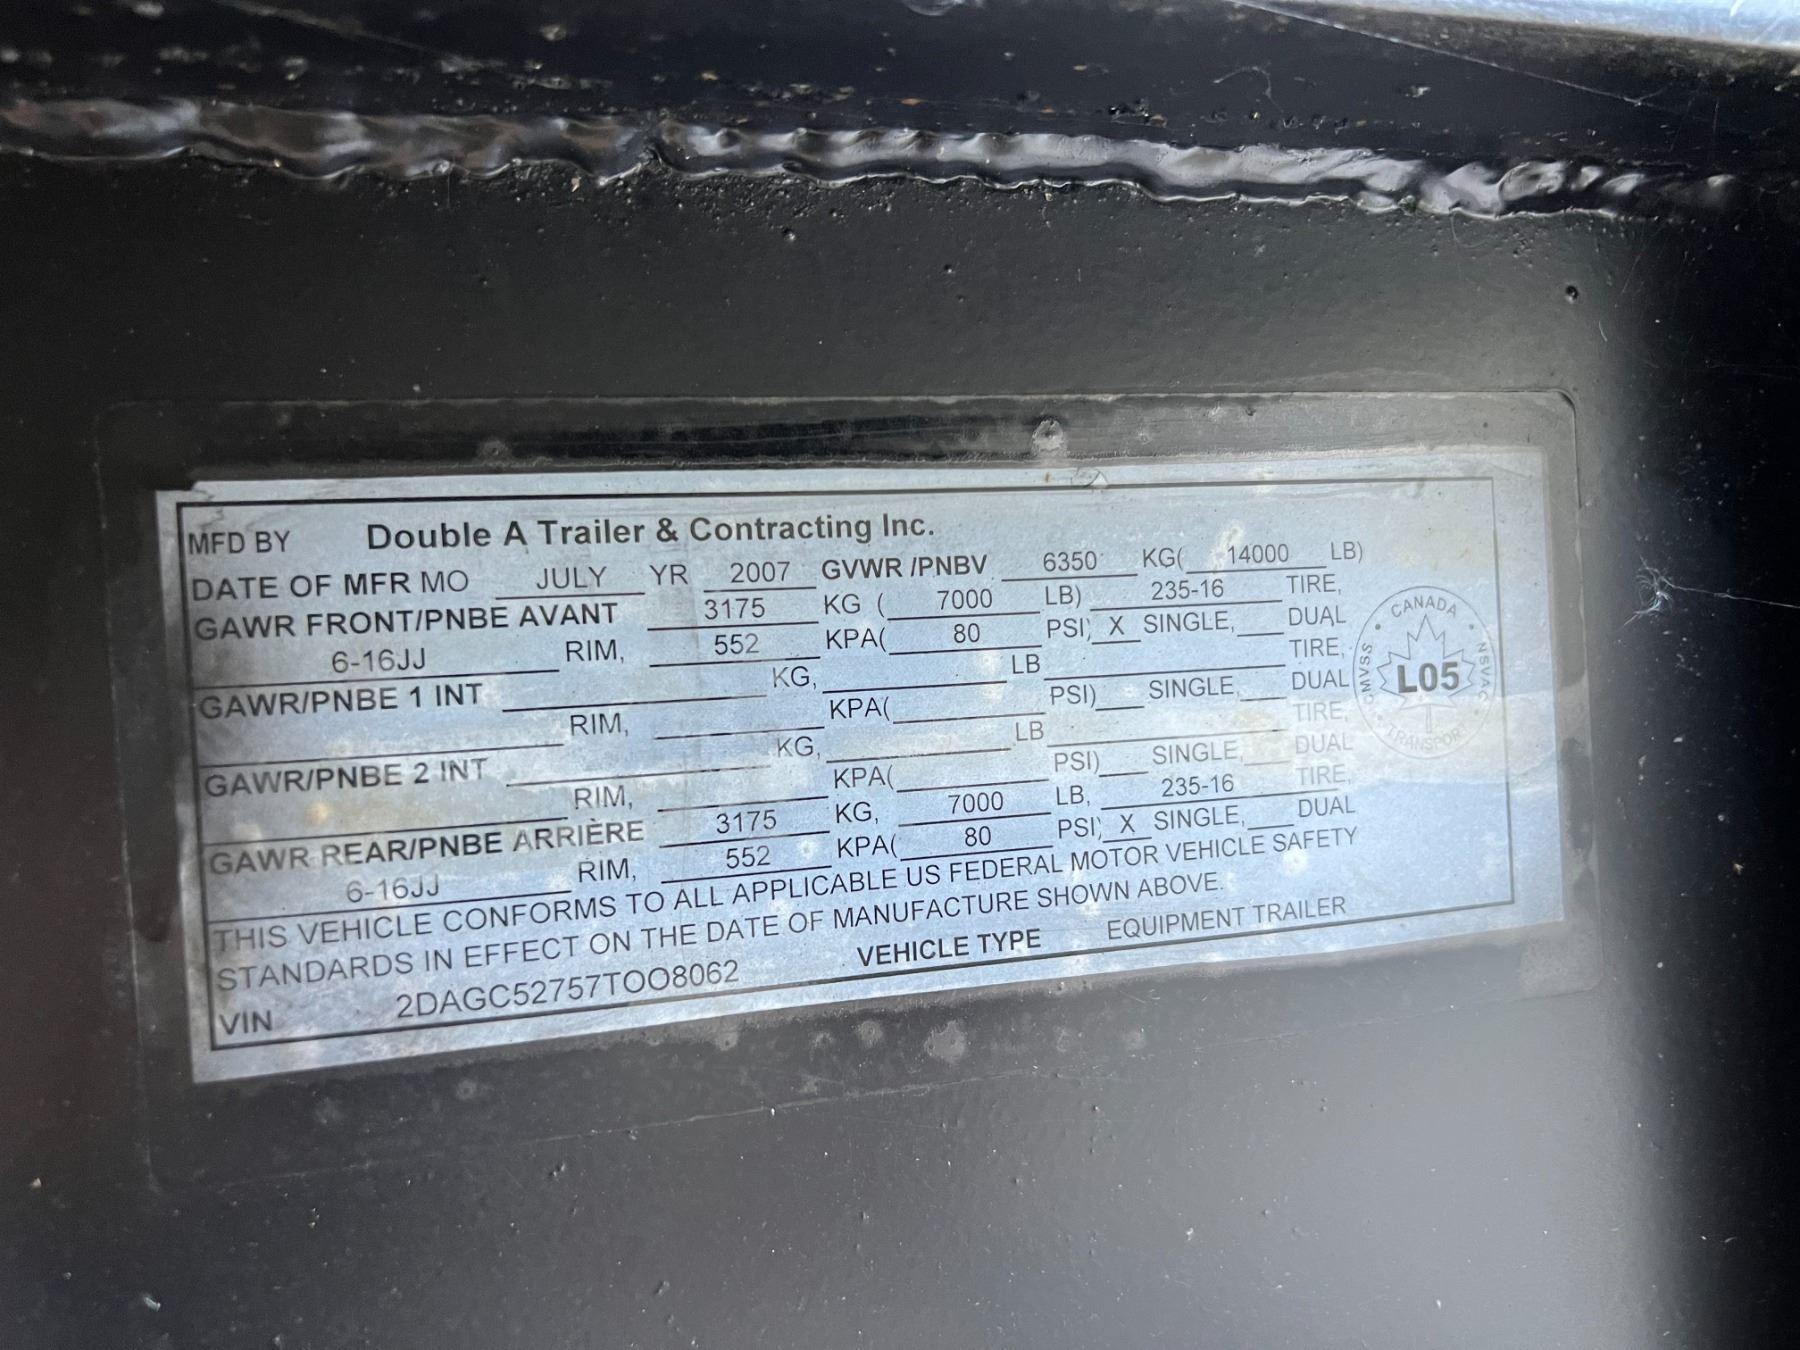 MFD BY Double A Trailer & Contracting Inc.
DATE OF MFR MO JULY YR 2007 GVWR /PNBV 6350 KG( 14000 LB)
GAWR FRONT/PNBE AVANT 3175 KG ( 7000 LB) 235-16 TIRE,
6-16JJ RIM, 552 KPA( 80 PSI) X SINGLE, DUAL
GAWR/PNBE 1 INT KG, LB TIRE,
RIM, KPA( PSI) SINGLE, DUAL
GAWR/PNBE 2 INT KG, LB TIRE,
RIM, KPA( PSI) SINGLE, DUAL
GAWR REAR/PNBE ARRIÈRE 3175 KG, 7000 LB, 235-16 TIRE,
6-16JJ RIM, 552 KPA( 80 PSI) X SINGLE, DUAL
THIS VEHICLE CONFORMS TO ALL APPLICABLE US FEDERAL MOTOR VEHICLE SAFETY
STANDARDS IN EFFECT ON THE DATE OF MANUFACTURE SHOWN ABOVE.
VIN 2DAGC52757TOO8062 VEHICLE TYPE EQUIPMENT TRAILER
CANADA
CMVSS
L05
NSVAC
TRANSPORT